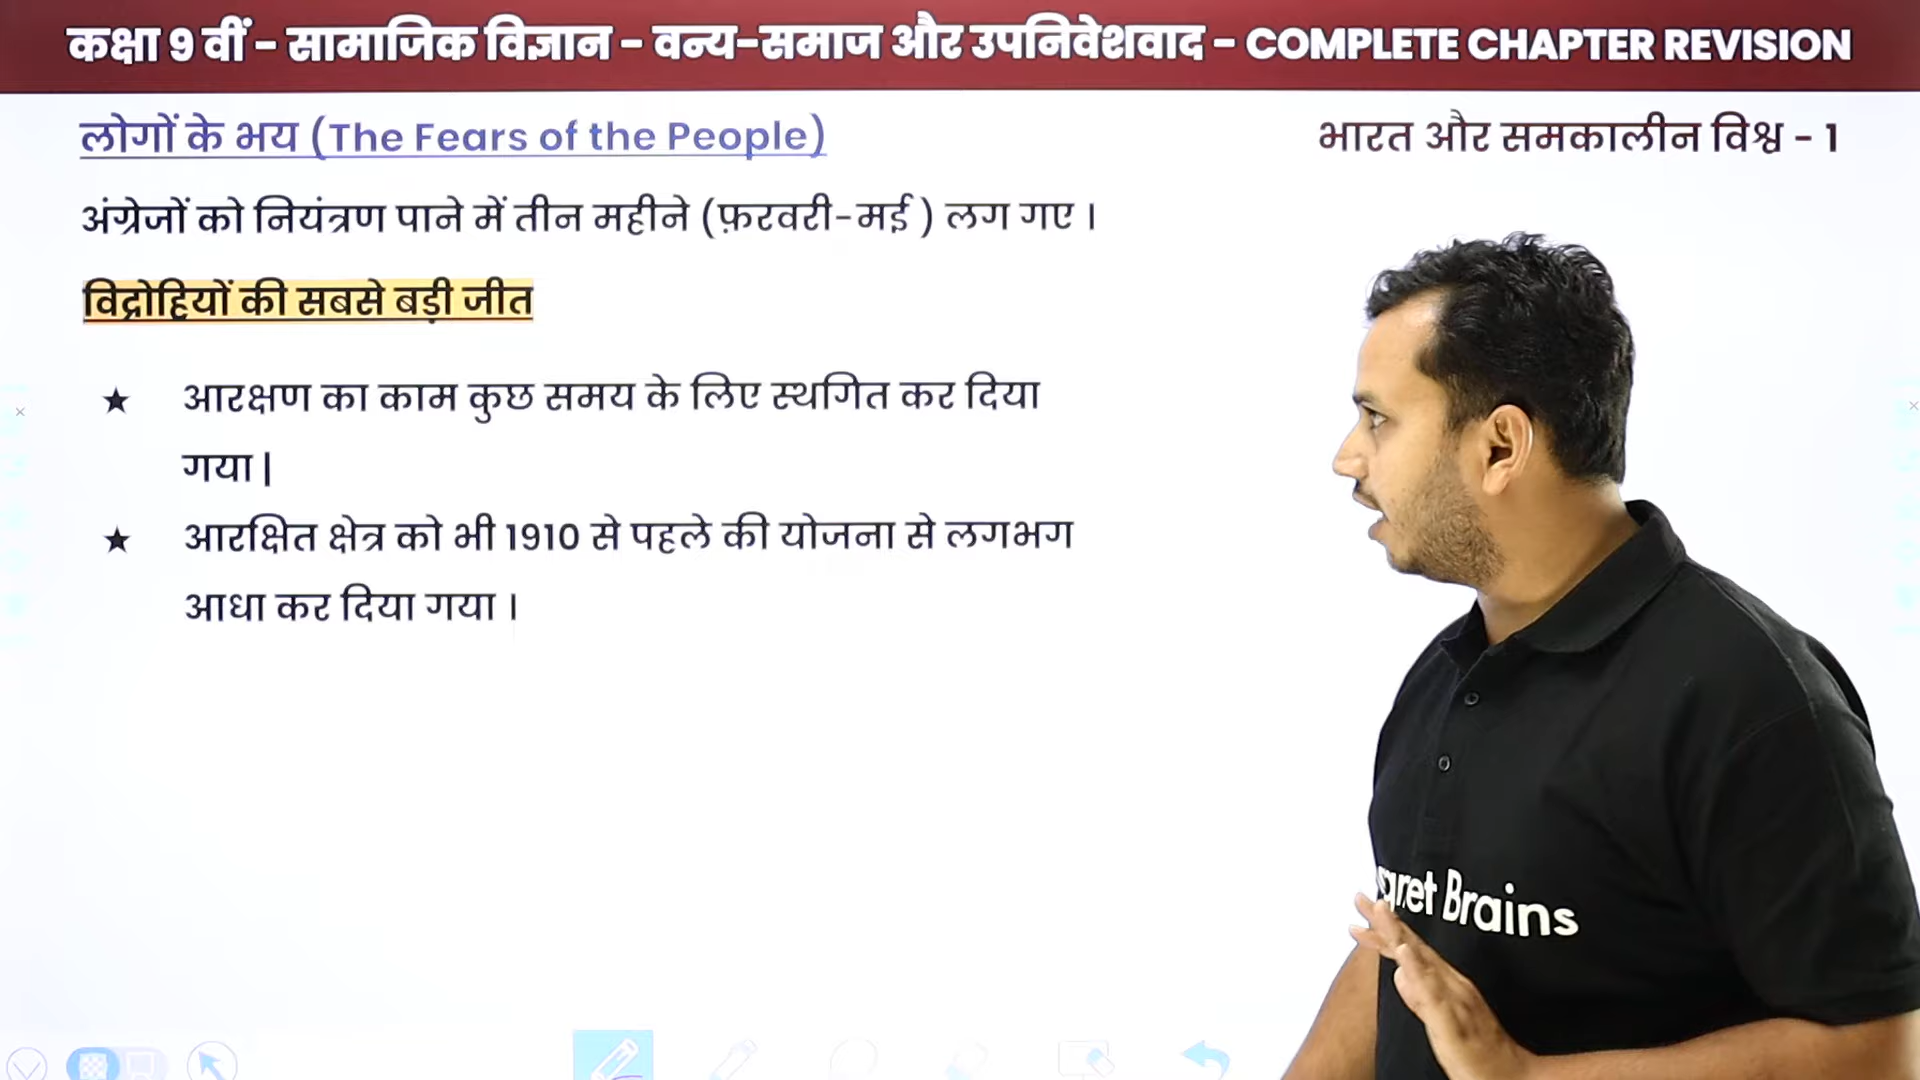 कक्षा 9 वीं - सामाजिक विज्ञान - वन्य-समाज और उपनिवेशवाद - COMPLETE CHAPTER REVISION
लोगों के भय (The Fears of the People)
भारत और समकालीन विश्व - 1
अंग्रेजों को नियंत्रण पाने में तीन महीने (फ़रवरी-मई ) लग गए ।
विद्रोहियों की सबसे बड़ी जीत
★ आरक्षण का काम कुछ समय के लिए स्थगित कर दिया
गया |
★ आरक्षित क्षेत्र को भी 1910 से पहले की योजना से लगभग
आधा कर दिया गया ।
Brains